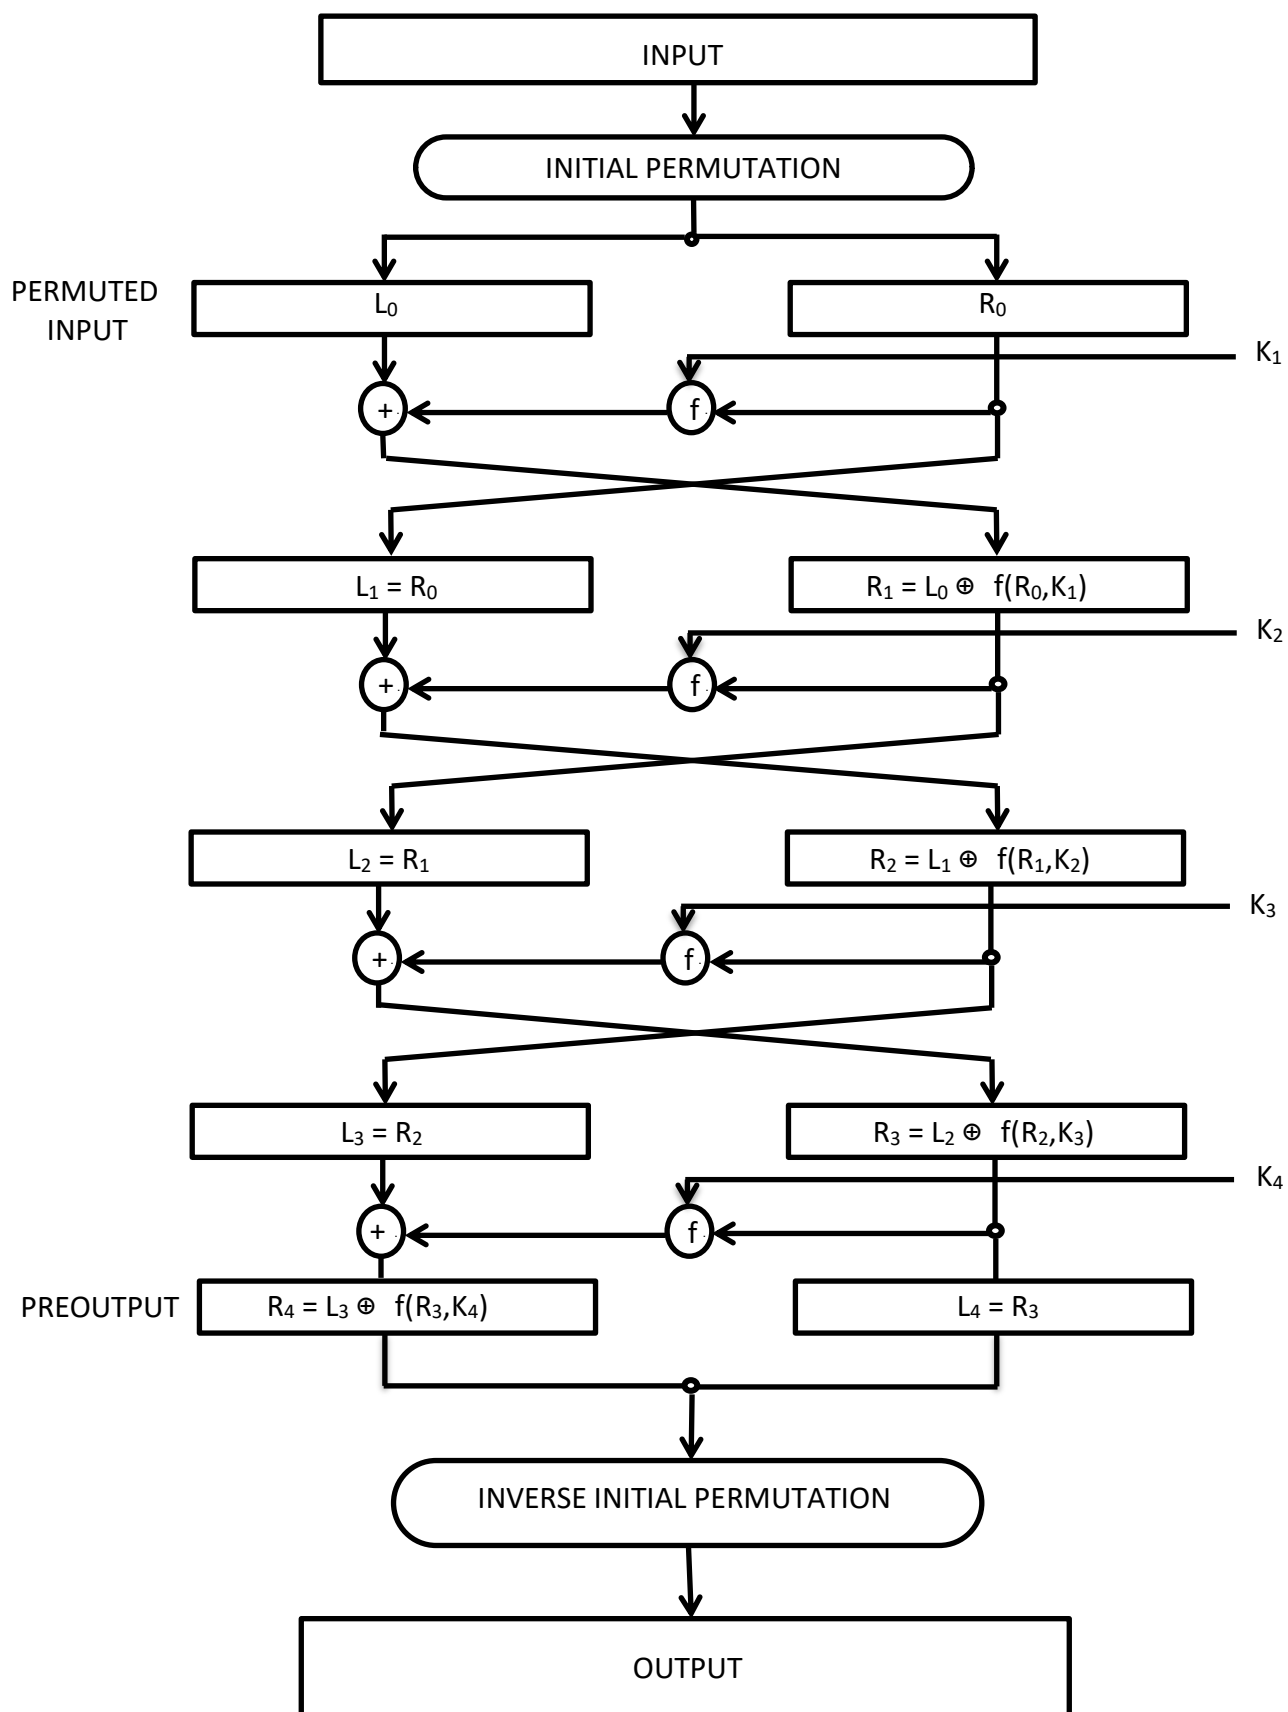 INPUT
INITIAL PERMUTATION
PERMUTED
INPUT
L₀
R₀
K₁
+
f
L₁ = R₀
R₁ = L₀ ⊕ f(R₀,K₁)
K₂
+
f
L₂ = R₁
R₂ = L₁ ⊕ f(R₁,K₂)
K₃
+
f
L₃ = R₂
R₃ = L₂ ⊕ f(R₂,K₃)
K₄
+
f
PREOUTPUT
R₄ = L₃ ⊕ f(R₃,K₄)
L₄ = R₃
INVERSE INITIAL PERMUTATION
OUTPUT